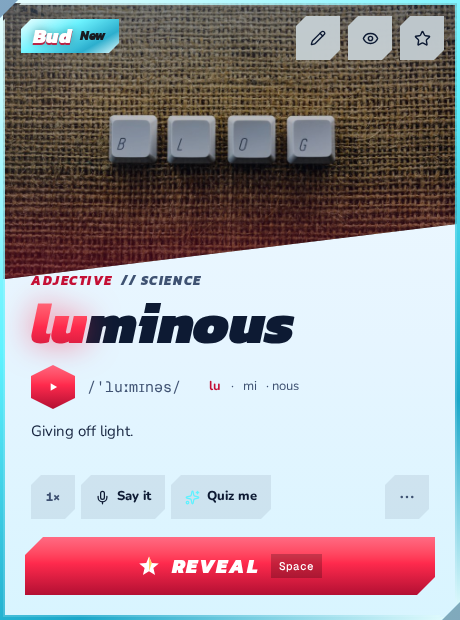 Bud New
B L O G
ADJECTIVE // SCIENCE
luminous
/ˈluːmɪnəs/ lu · mi · nous
Giving off light.
1× Say it Quiz me ...
REVEAL Space